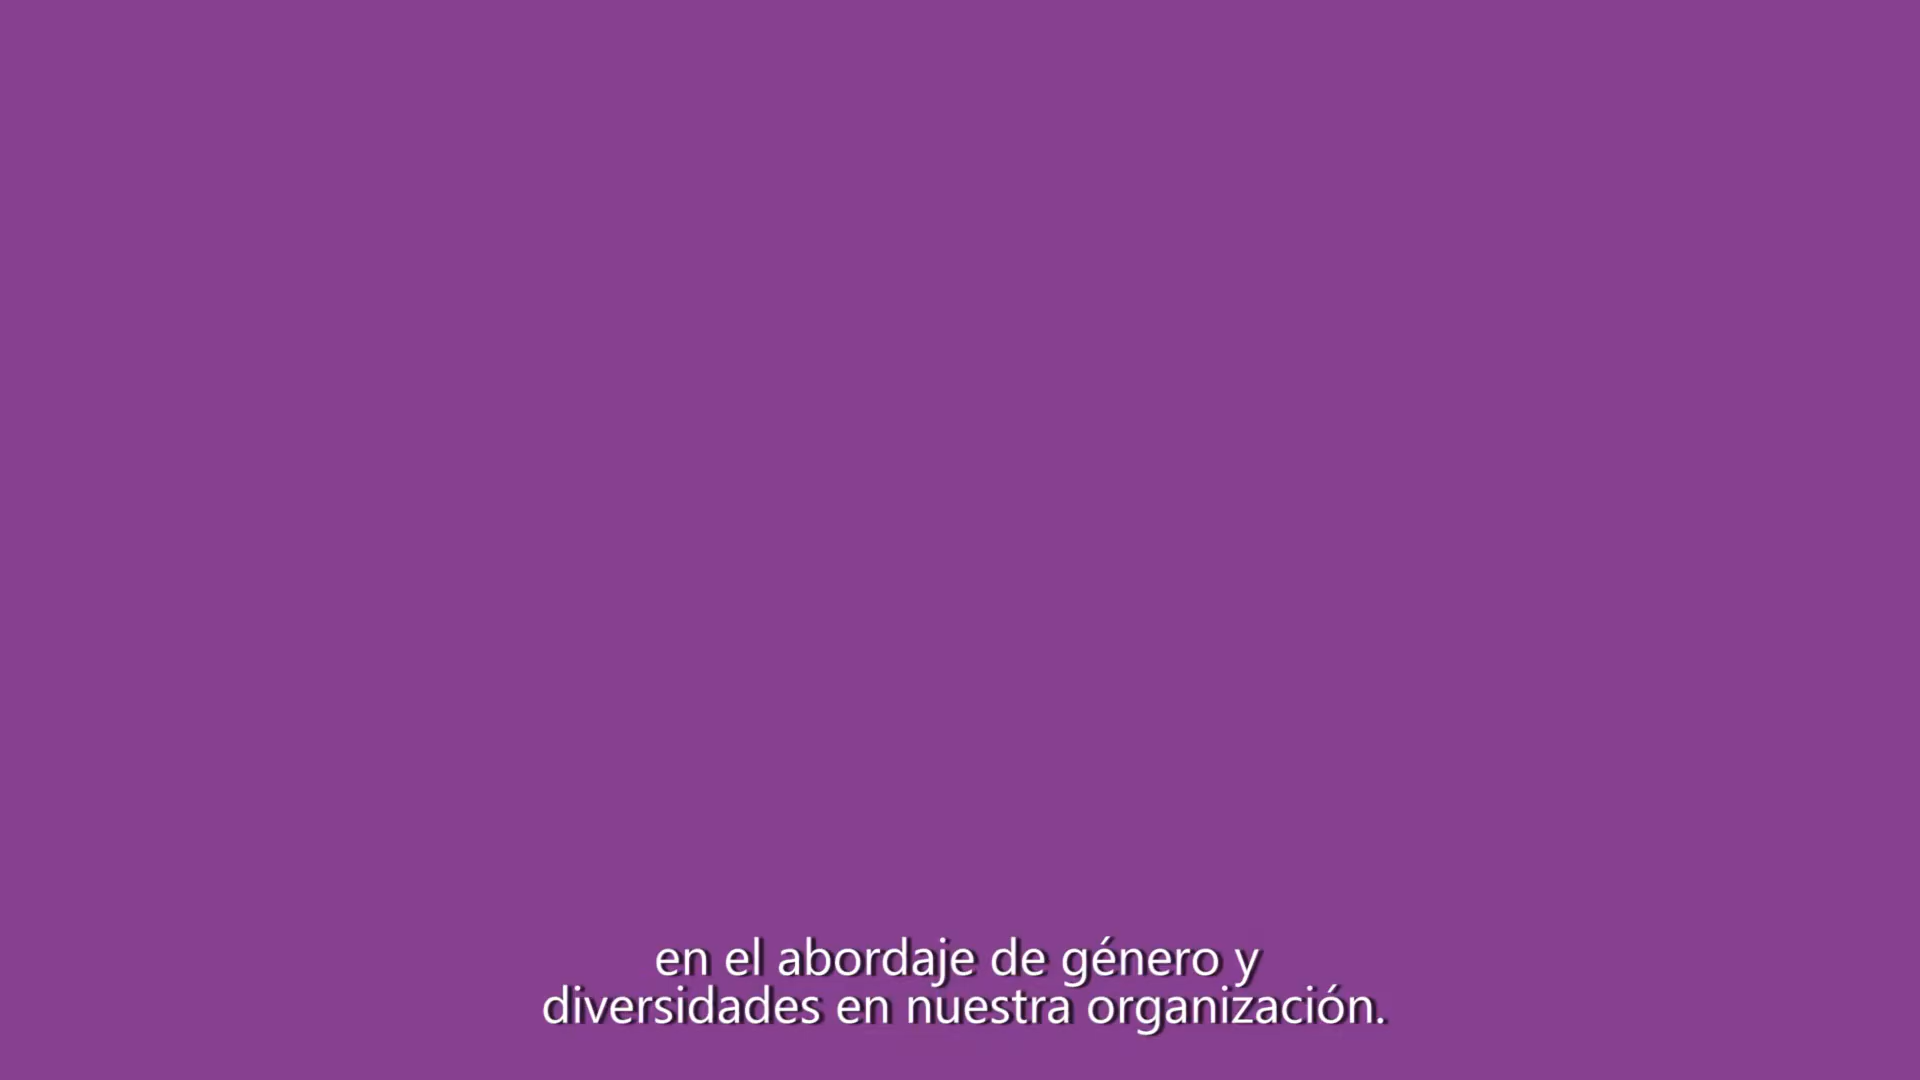 en el abordaje de género y
diversidades en nuestra organización.